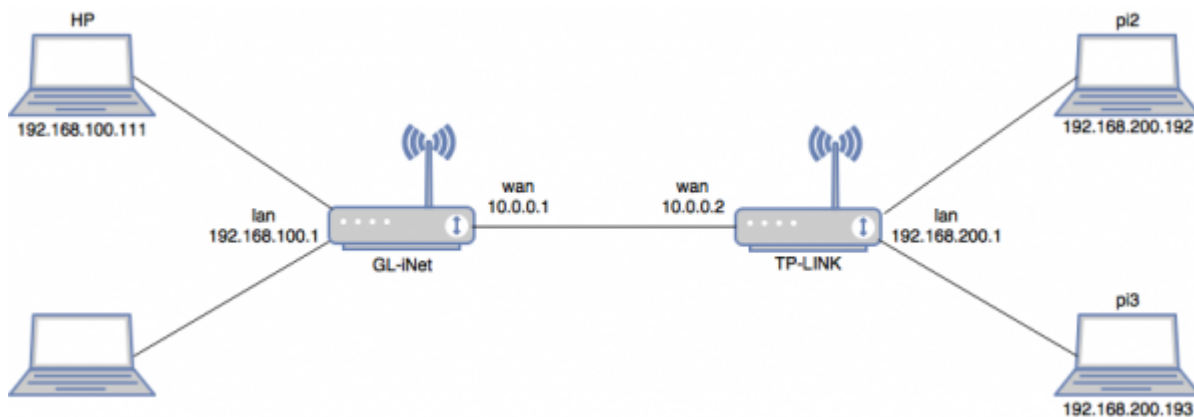 HP
192.168.100.111
pi2
192.168.200.192
lan
192.168.100.1
GL-iNet
wan
10.0.0.1
wan
10.0.0.2
TP-LINK
lan
192.168.200.1
pi3
192.168.200.193